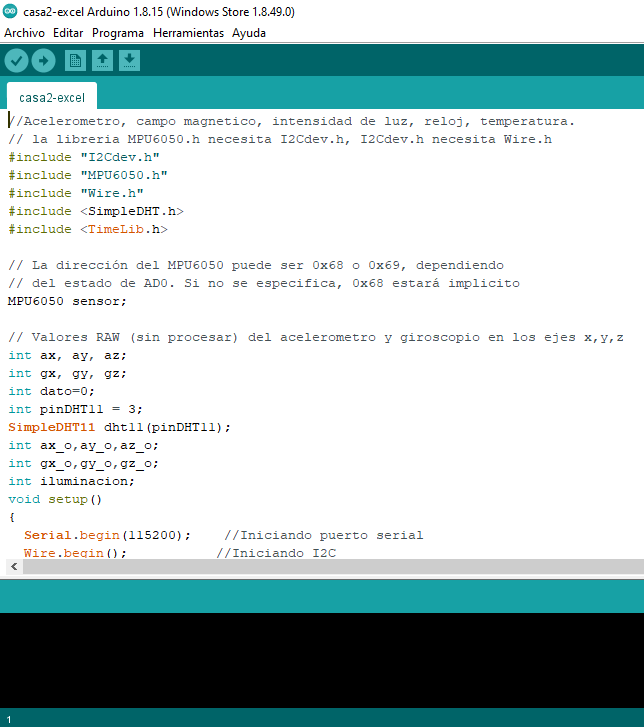 casa2-excel Arduino 1.8.15 (Windows Store 1.8.49.0)
Archivo Editar Programa Herramientas Ayuda
casa2-excel
//Acelerometro, campo magnetico, intensidad de luz, reloj, temperatura.
// la libreria MPU6050.h necesita I2Cdev.h, I2Cdev.h necesita Wire.h
#include "I2Cdev.h"
#include "MPU6050.h"
#include "Wire.h"
#include <SimpleDHT.h>
#include <TimeLib.h>
// La dirección del MPU6050 puede ser 0x68 o 0x69, dependiendo
// del estado de AD0. Si no se especifica, 0x68 estará implicito
MPU6050 sensor;
// Valores RAW (sin procesar) del acelerometro y giroscopio en los ejes x,y,z
int ax, ay, az;
int gx, gy, gz;
int dato=0;
int pinDHT11 = 3;
SimpleDHT11 dht11(pinDHT11);
int ax_o,ay_o,az_o;
int gx_o,gy_o,gz_o;
int iluminacion;
void setup()
{
Serial.begin(115200); //Iniciando puerto serial
Wire.begin(); //Iniciando I2C
1